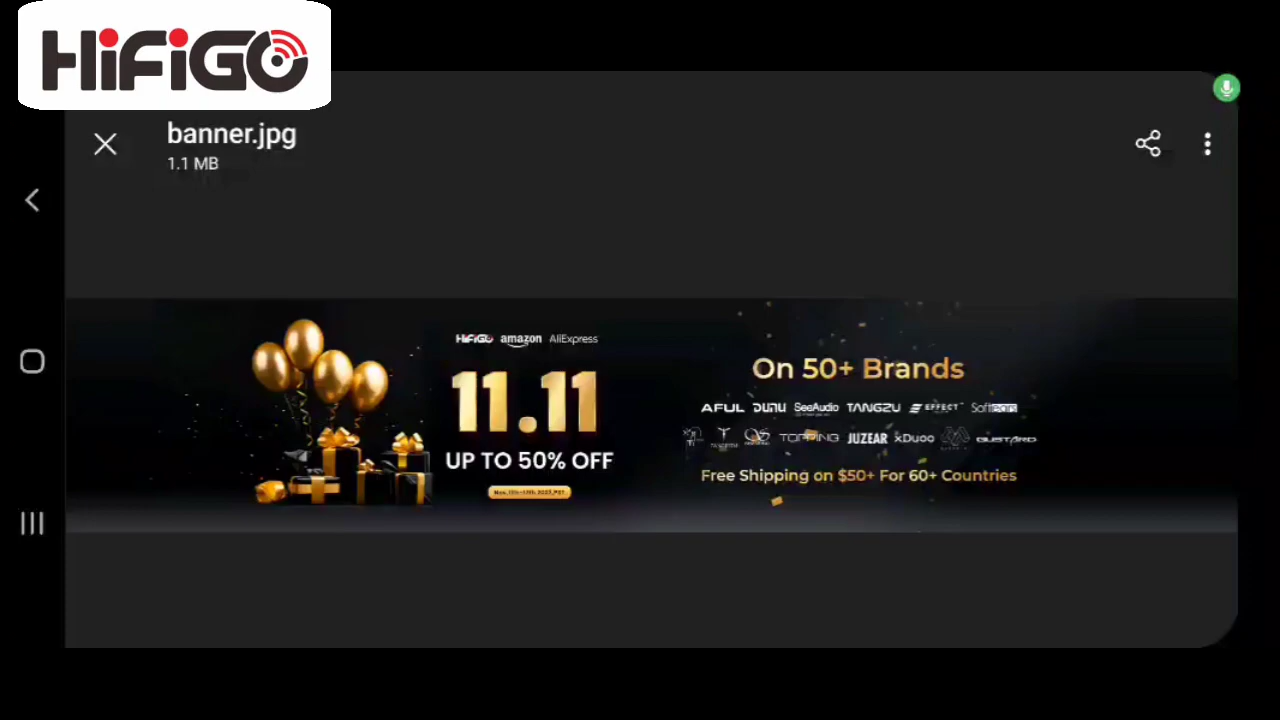 HiFiGO
banner.jpg
1.1 MB
HiFiGO amazon AliExpress
11.11
UP TO 50% OFF
On 50+ Brands
AFUL DUNU SeeAudio TANGZU EFFECT Softears
TOPPING JUZEAR xDuoo GUSTARD
Free Shipping on $50+ For 60+ Countries